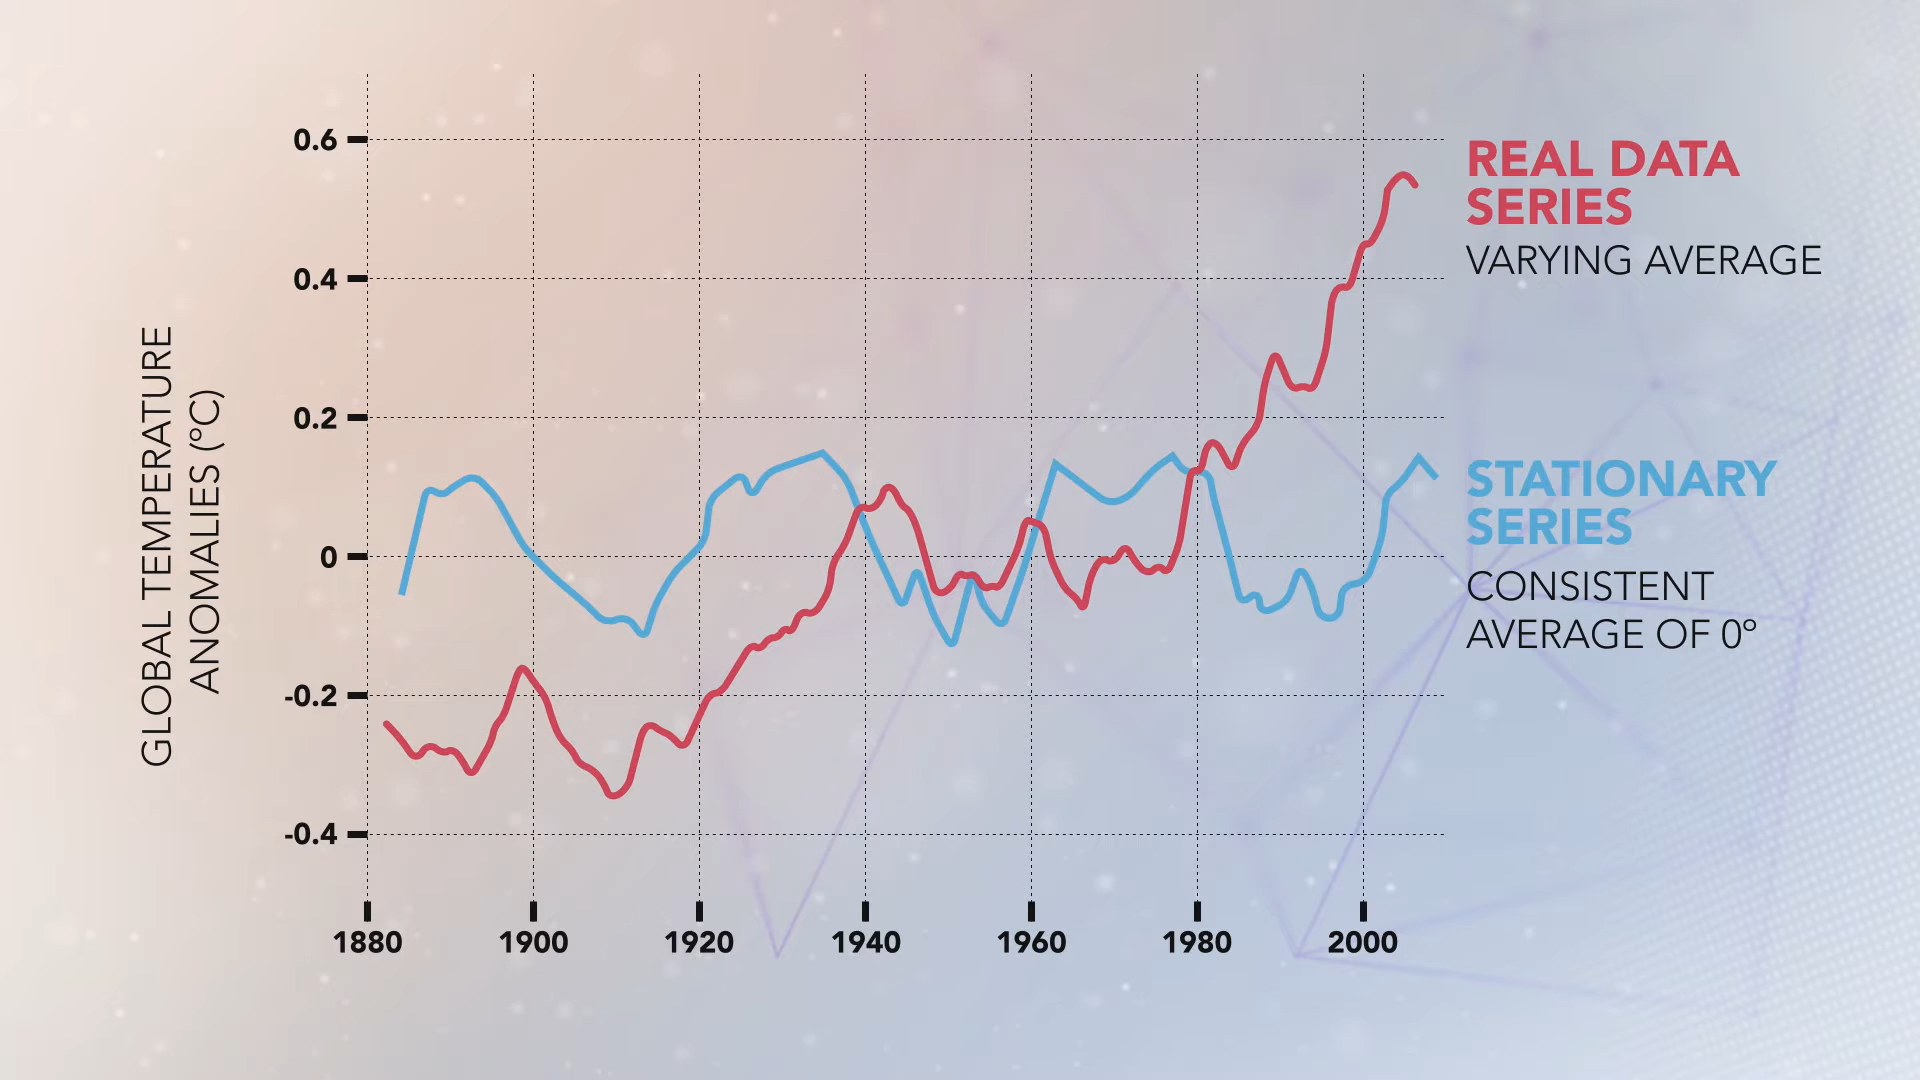 GLOBAL TEMPERATURE
ANOMALIES (°C)
0.6
0.4
0.2
0
-0.2
-0.4
1880
1900
1920
1940
1960
1980
2000
REAL DATA
SERIES
VARYING AVERAGE
STATIONARY
SERIES
CONSISTENT
AVERAGE OF 0°